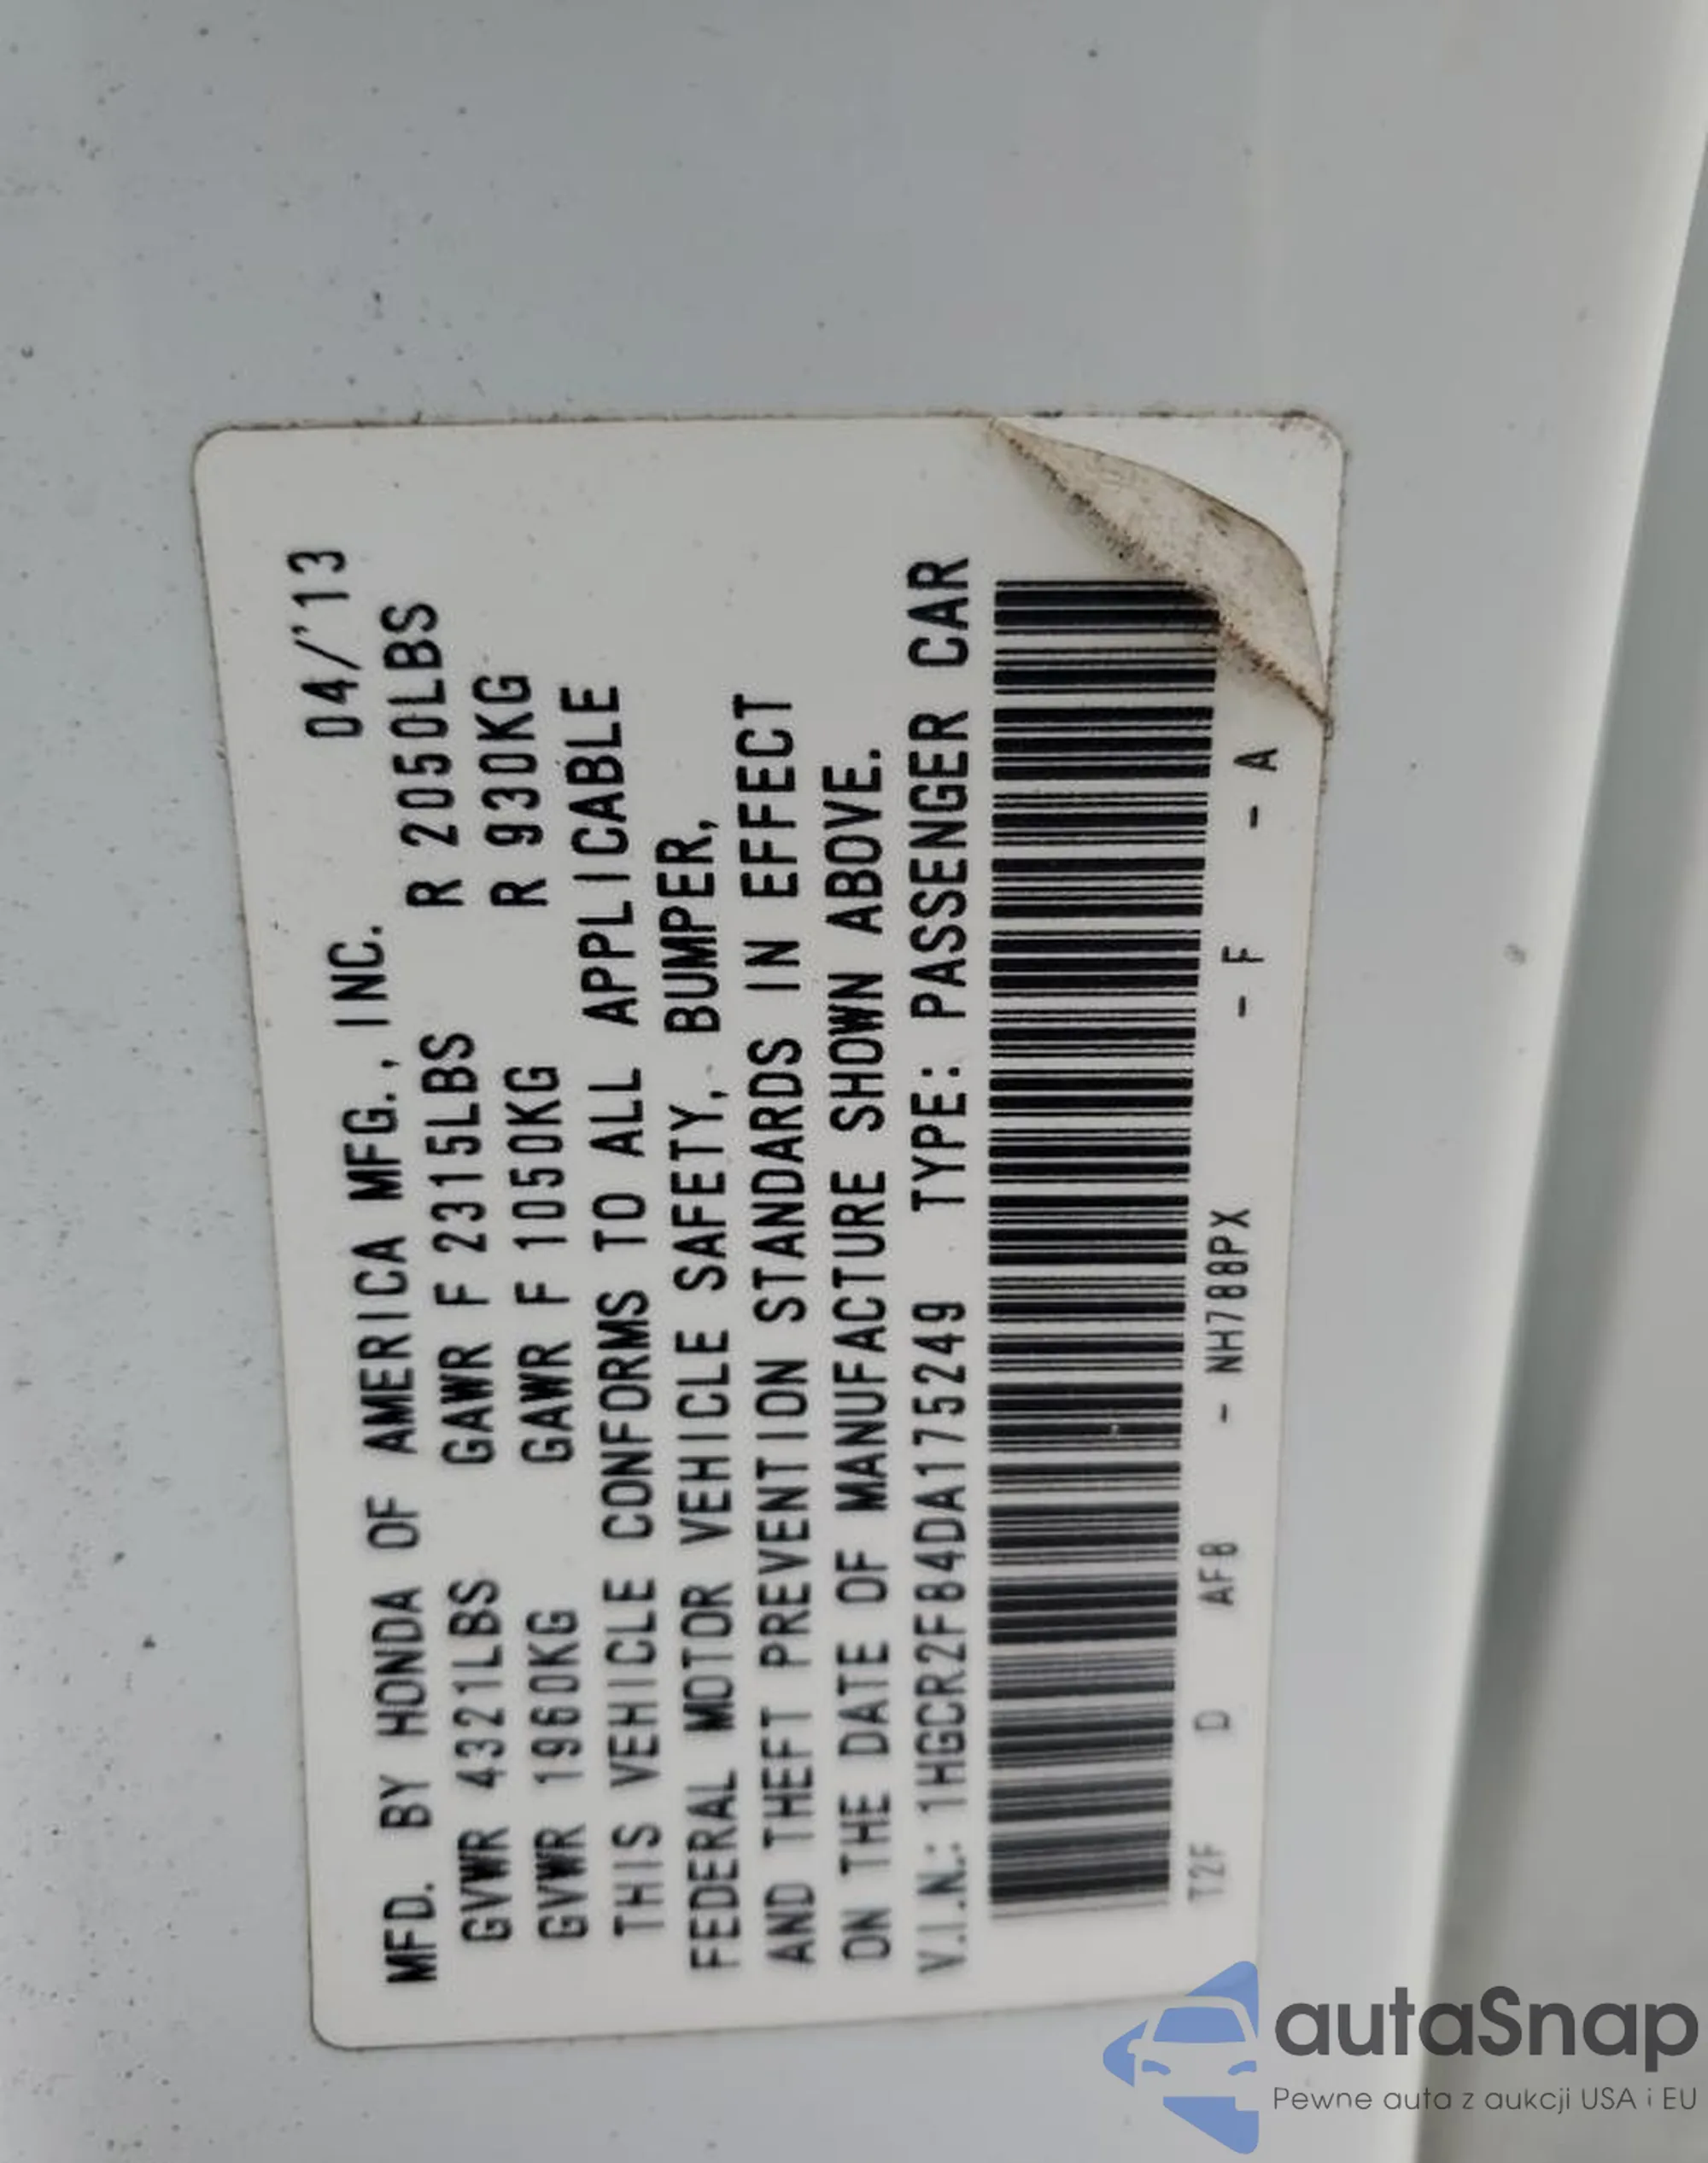 MFD. BY HONDA OF AMERICA MFG., INC. 04/'13
GVWR 4321LBS GAWR F 2315LBS R 2050LBS
GVWR 1960KG GAWR F 1050KG R 930KG
THIS VEHICLE CONFORMS TO ALL APPLICABLE
FEDERAL MOTOR VEHICLE SAFETY, BUMPER,
AND THEFT PREVENTION STANDARDS IN EFFECT
ON THE DATE OF MANUFACTURE SHOWN ABOVE.
V.I.N.: 1HGCR2F84DA175249 TYPE: PASSENGER CAR
T2F D AF8 - NH788PX - F - A
autaSnap
Pewne auta z aukcji USA i EU